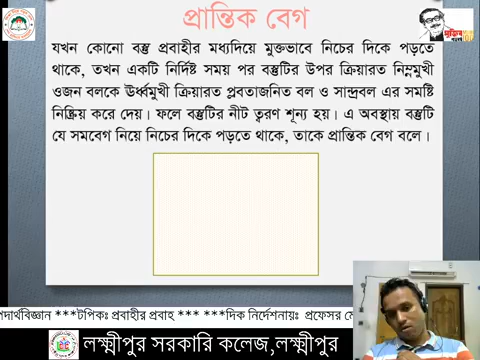 প্রান্তিক বেগ
যখন কোনো বস্তু প্রবাহীর মধ্যদিয়ে মুক্তভাবে নিচের দিকে পড়তে
থাকে, তখন একটি নির্দিষ্ট সময় পর বস্তুটির উপর ক্রিয়ারত নিম্নমুখী
ওজন বলকে ঊর্ধ্বমুখী ক্রিয়ারত প্লবতাজনিত বল ও সান্দ্রবল এর সমষ্টি
নিষ্ক্রিয় করে দেয়। ফলে বস্তুটির নীট ত্বরণ শূন্য হয়। এ অবস্থায় বস্তুটি
যে সমবেগ নিয়ে নিচের দিকে পড়তে থাকে, তাকে প্রান্তিক বেগ বলে।
পদার্থবিজ্ঞান ***টপিকঃ প্রবাহীর প্রবাহ *** ***দিক নির্দেশনায়ঃ প্রফেসর
লক্ষ্মীপুর সরকারি কলেজ,লক্ষ্মীপুর